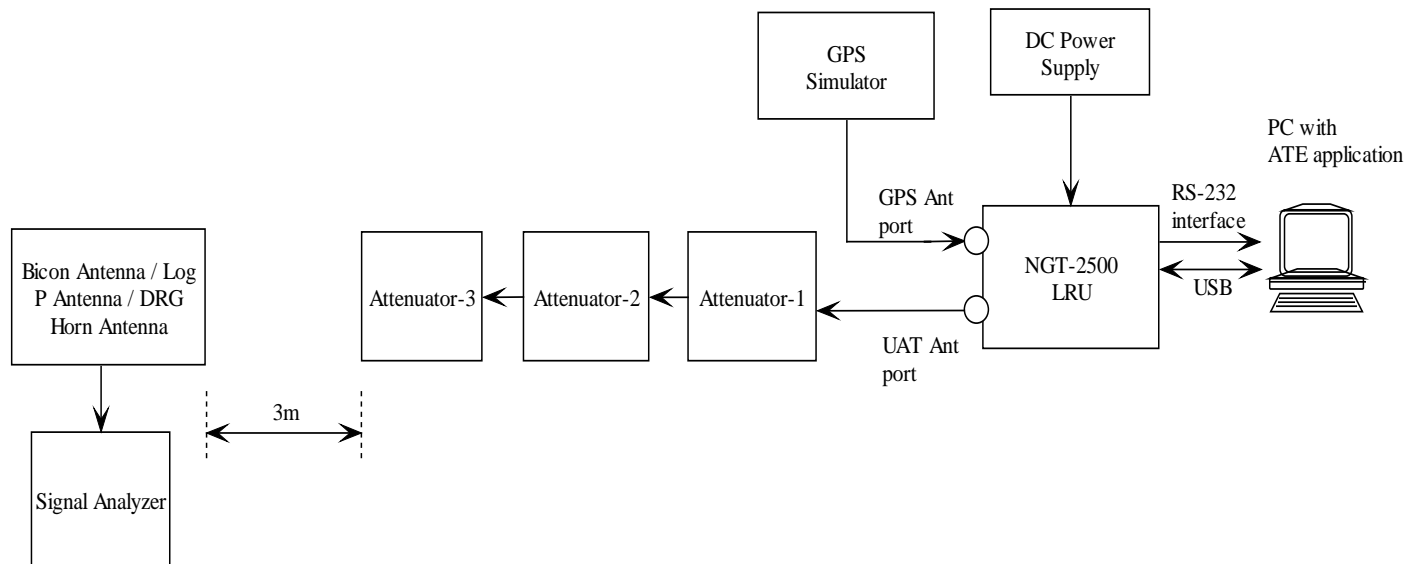 GPS
Simulator
DC Power
Supply
PC with
ATE application
GPS Ant
port
RS-232
interface
Bicon Antenna / Log
P Antenna / DRG
Horn Antenna
Attenuator-3
Attenuator-2
Attenuator-1
NGT-2500
LRU
USB
UAT Ant
port
3m
Signal Analyzer